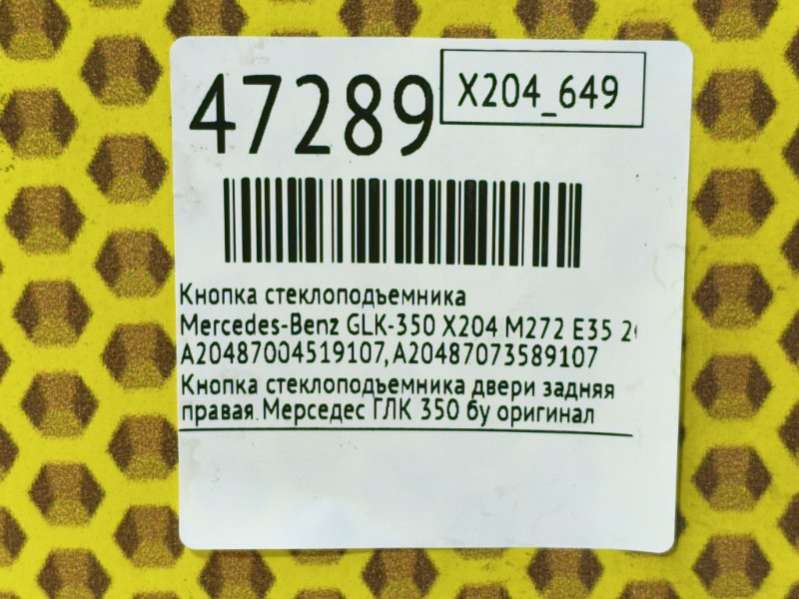 47289
X204_649
Кнопка стеклоподъемника
Mercedes-Benz GLK-350 X204 M272 E35
A20487004519107, A20487073589107
Кнопка стеклоподъемника двери задняя
правая. Мерседес ГЛК 350 бу оригинал